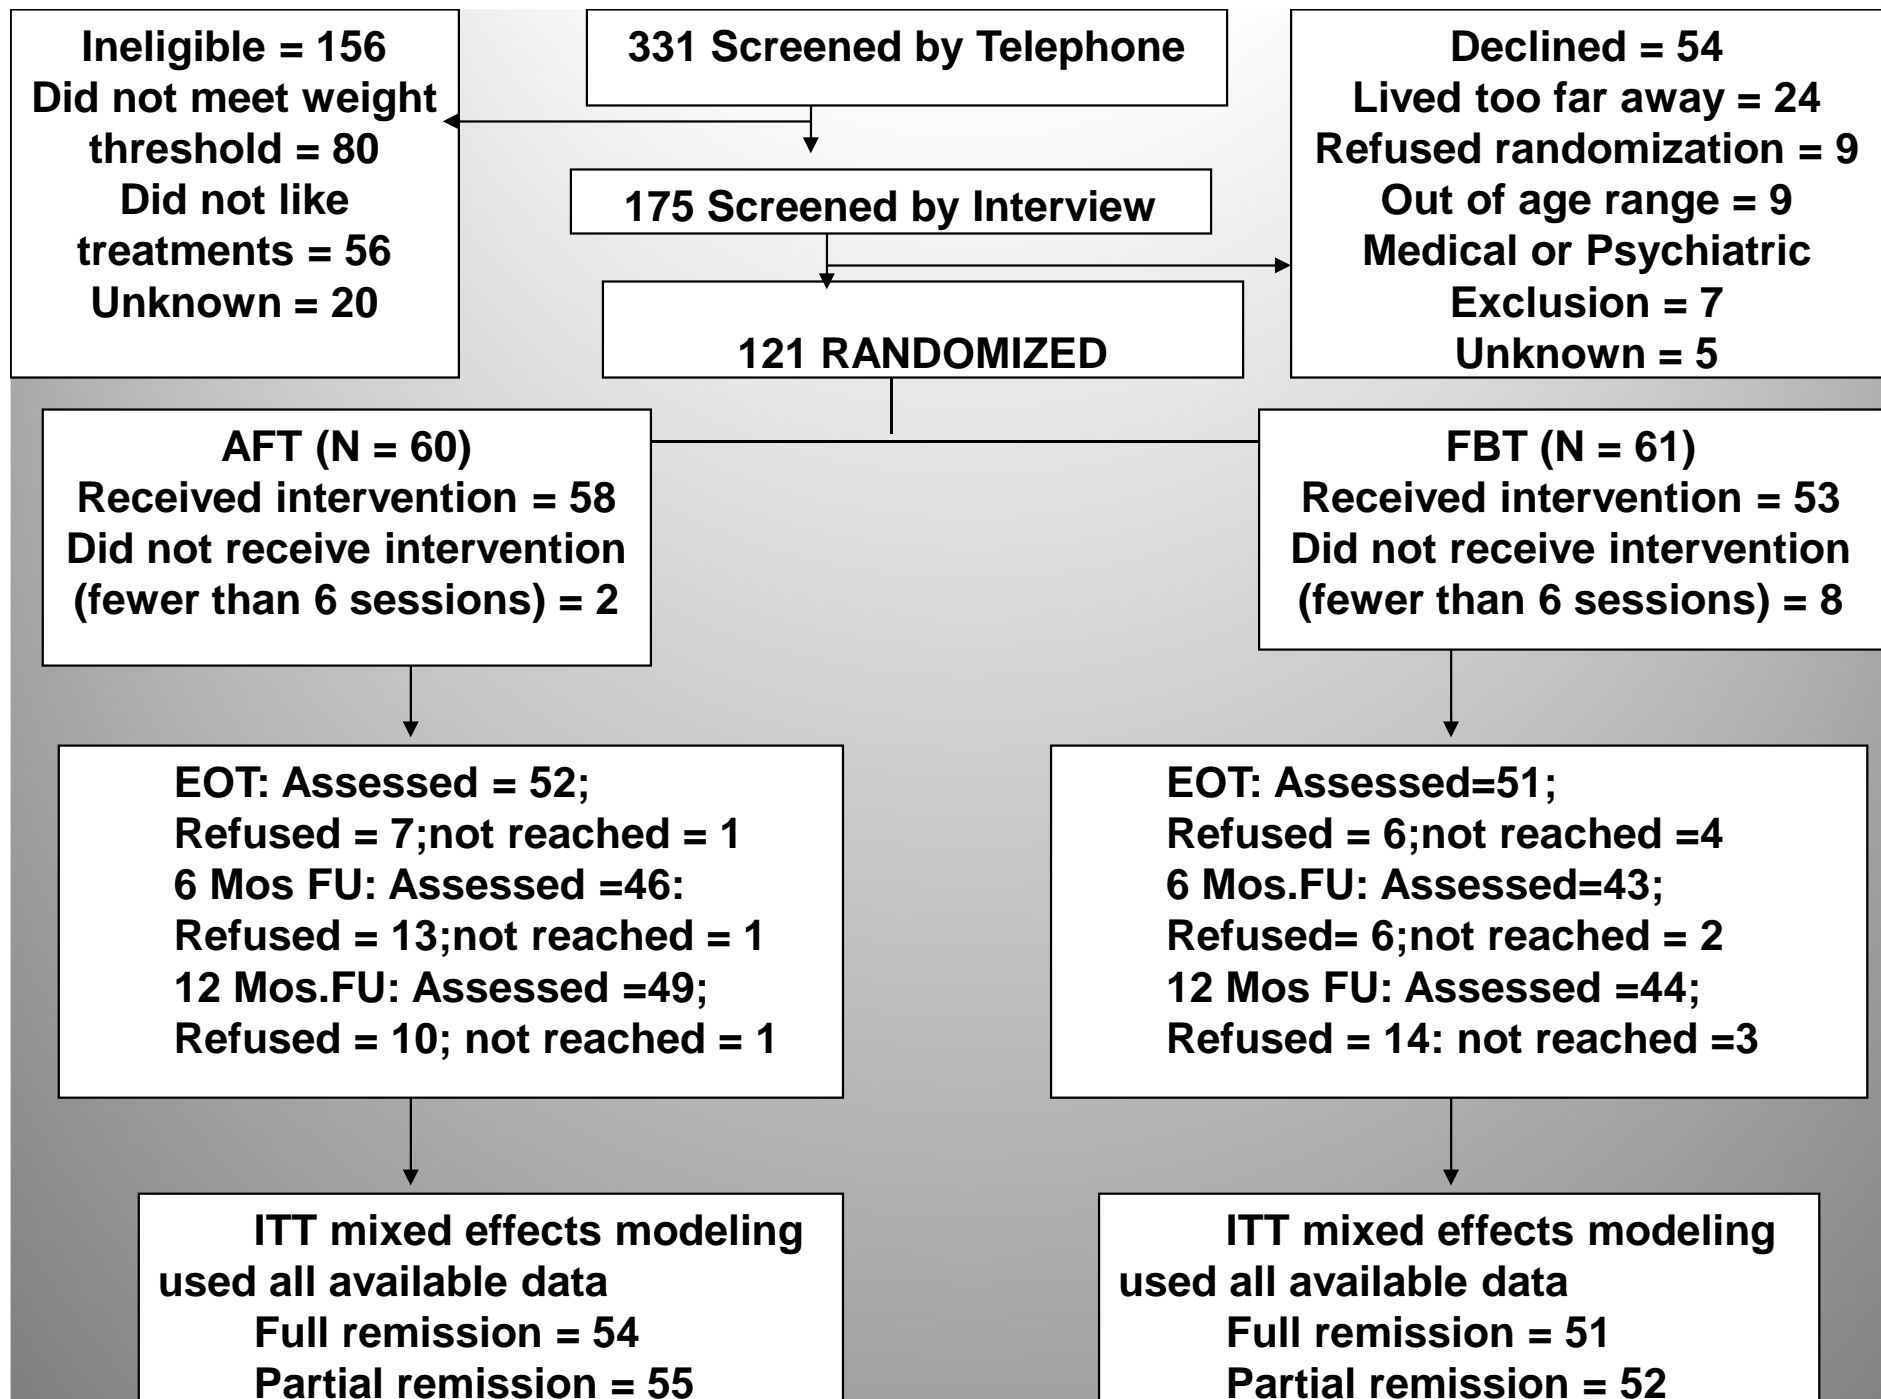 Ineligible = 156
Did not meet weight
threshold = 80
Did not like
treatments = 56
Unknown = 20
331 Screened by Telephone
175 Screened by Interview
121 RANDOMIZED
Declined = 54
Lived too far away = 24
Refused randomization = 9
Out of age range = 9
Medical or Psychiatric
Exclusion = 7
Unknown = 5
AFT (N = 60)
Received intervention = 58
Did not receive intervention
(fewer than 6 sessions) = 2
FBT (N = 61)
Received intervention = 53
Did not receive intervention
(fewer than 6 sessions) = 8
EOT: Assessed = 52;
Refused = 7;not reached = 1
6 Mos FU: Assessed =46:
Refused = 13;not reached = 1
12 Mos.FU: Assessed =49;
Refused = 10; not reached = 1
EOT: Assessed=51;
Refused = 6;not reached =4
6 Mos.FU: Assessed=43;
Refused= 6;not reached = 2
12 Mos FU: Assessed =44;
Refused = 14: not reached =3
ITT mixed effects modeling
used all available data
Full remission = 54
Partial remission = 55
ITT mixed effects modeling
used all available data
Full remission = 51
Partial remission = 52